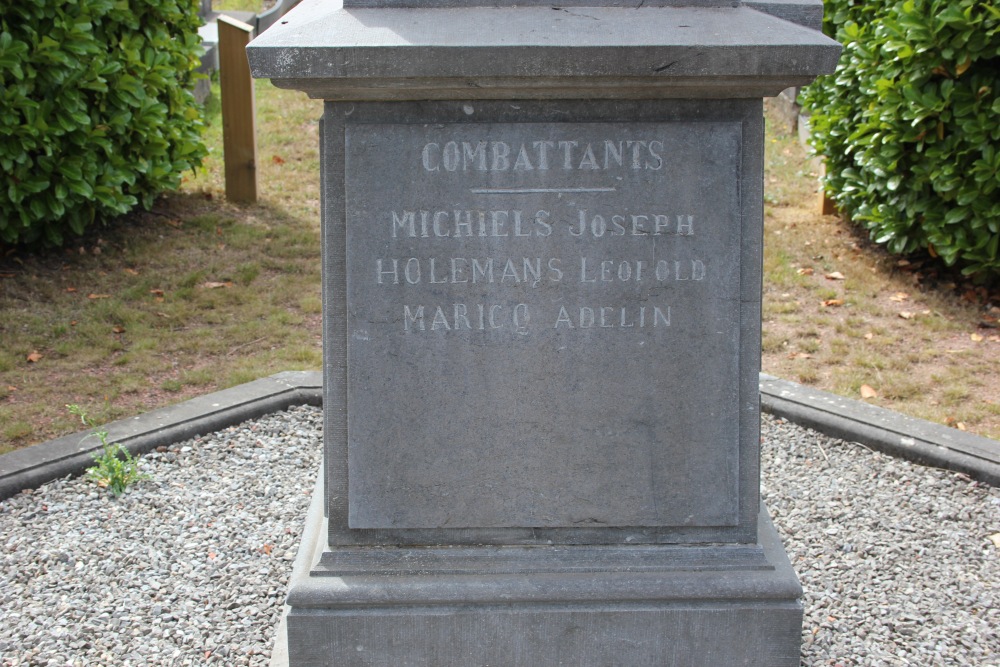 COMBATTANTS
MICHIELS JOSEPH
HOLEMANS LEOPOLD
MARICQ ADELIN